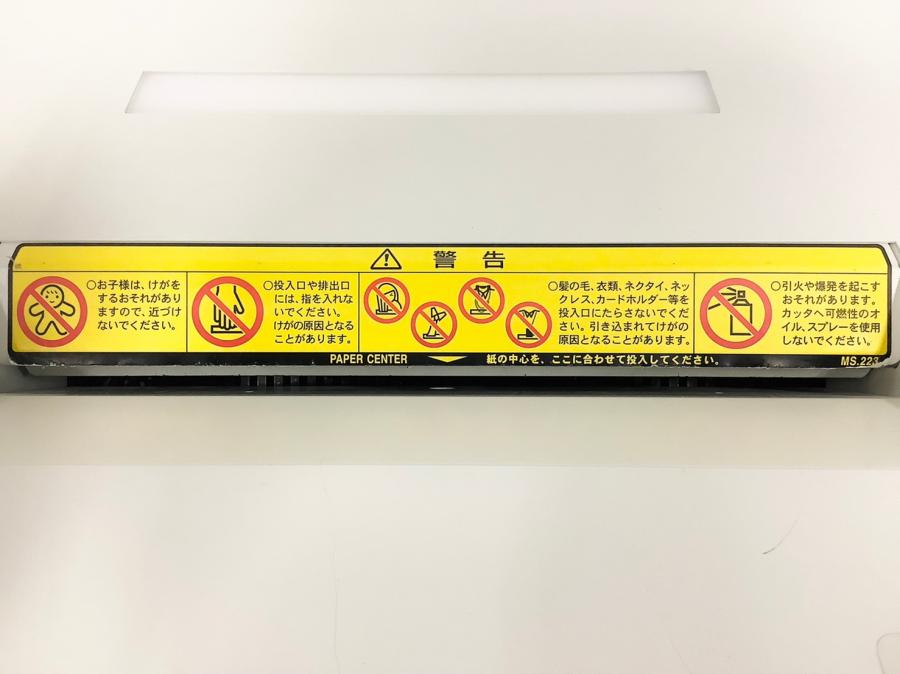 警告
○お子様は、けがを
するおそれがあり
ますので、近づけ
ないでください。
○投入口や排出口
には、指を入れな
いでください。
けがの原因となる
ことがあります。
○髪の毛、衣類、ネクタイ、ネッ
クレス、カードホルダー等を
投入口にたらさないでくだ
さい。引き込まれてけがの
原因となることがあります。
○引火や爆発を起こす
おそれがあります。
カッタへ可燃性のオ
イル、スプレーを使用
しないでください。
PAPER CENTER 紙の中心を、ここに合わせて投入してください。 MS.223